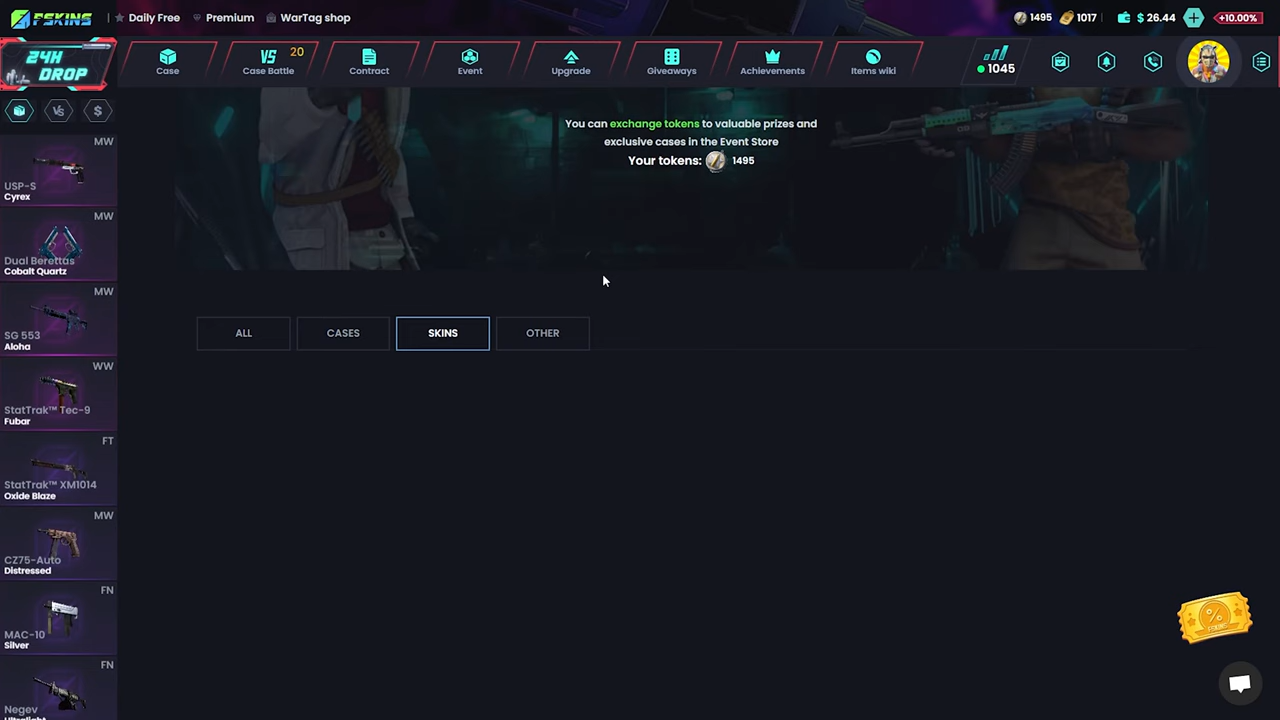 FSKINS
Daily Free
Premium
WarTag shop
1495
1017
$ 26.44
+10.00%
24H
DROP
Case
VS
20
Case Battle
Contract
Event
Upgrade
Giveaways
Achievements
Items wiki
1045
VS
$
You can exchange tokens to valuable prizes and
exclusive cases in the Event Store
Your tokens: 1495
ALL
CASES
SKINS
OTHER
MW
USP-S
Cyrex
MW
Dual Berettas
Cobalt Quartz
MW
SG 553
Aloha
WW
StatTrak™ Tec-9
Fubar
FT
StatTrak™ XM1014
Oxide Blaze
MW
CZ75-Auto
Distressed
FN
MAC-10
Silver
FN
Negev
Ultralight
%
FSKINS